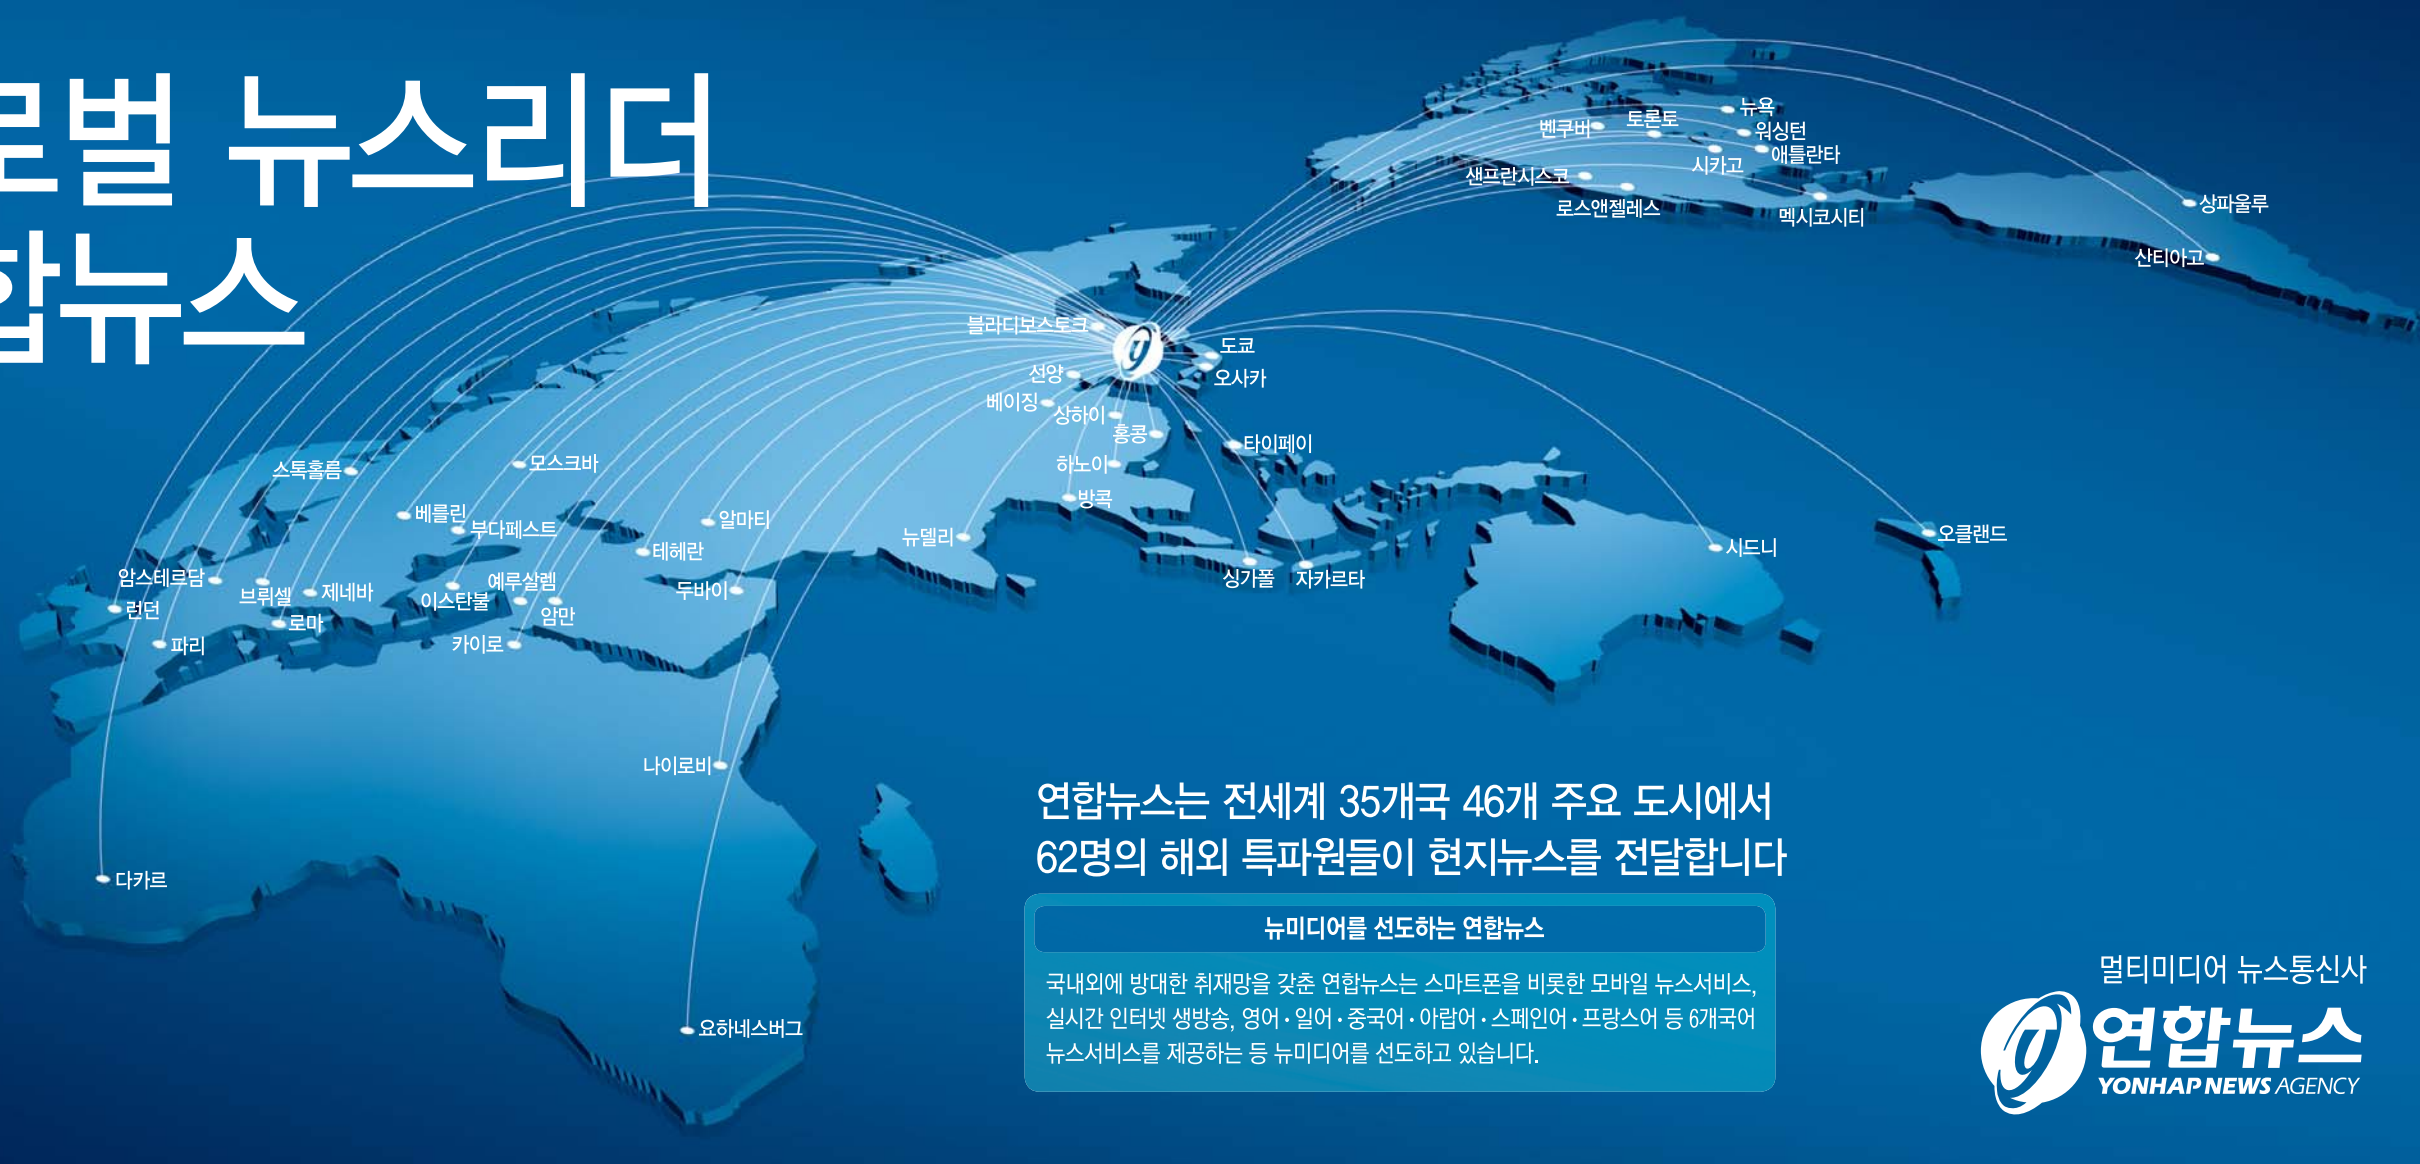 로벌 뉴스리더
합뉴스
뉴욕
벤쿠버
토론토
워싱턴
애틀란타
시카고
샌프란시스코
로스앤젤레스
멕시코시티
상파울루
산티아고
블라디보스토크
도쿄
선양
오사카
베이징
상하이
홍콩
타이페이
하노이
방콕
스톡홀름
모스크바
베를린
부다페스트
알마티
뉴델리
테헤란
오클랜드
시드니
암스테르담
브뤼셀
제네바
예루살렘
이스탄불
두바이
싱가폴
자카르타
런던
로마
암만
파리
카이로
나이로비
다카르
요하네스버그
연합뉴스는 전세계 35개국 46개 주요 도시에서
62명의 해외 특파원들이 현지뉴스를 전달합니다
뉴미디어를 선도하는 연합뉴스
국내외에 방대한 취재망을 갖춘 연합뉴스는 스마트폰을 비롯한 모바일 뉴스서비스,
실시간 인터넷 생방송, 영어·일어·중국어·아랍어·스페인어·프랑스어 등 6개국어
뉴스서비스를 제공하는 등 뉴미디어를 선도하고 있습니다.
멀티미디어 뉴스통신사
연합뉴스
YONHAP NEWS AGENCY